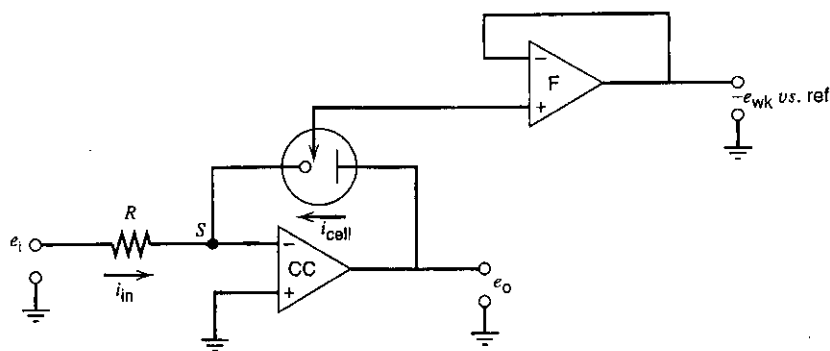 −
F
+
−e_wk vs. ref
R
S
i_cell
e_i
−
CC
+
i_in
e_o